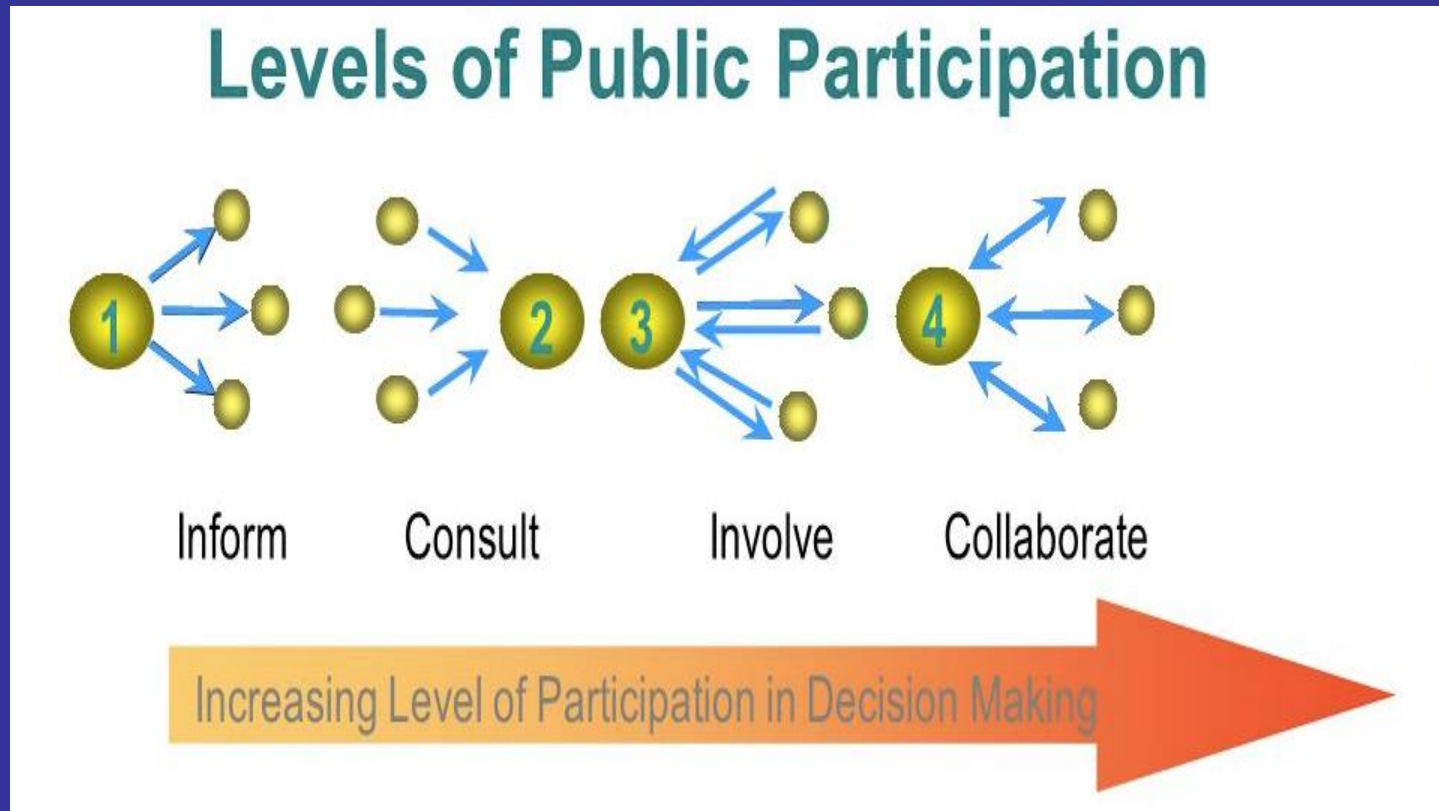 Levels of Public Participation
1
2
3
4
Inform
Consult
Involve
Collaborate
Increasing Level of Participation in Decision Making